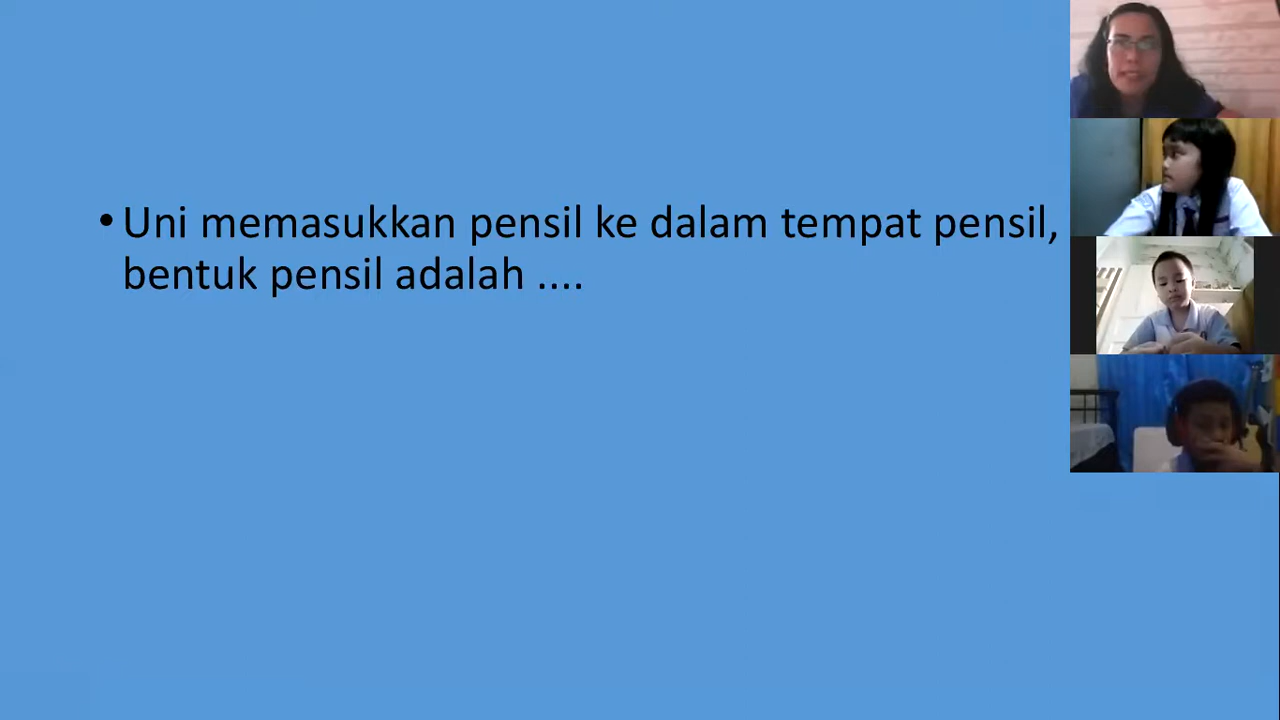 • Uni memasukkan pensil ke dalam tempat pensil,
bentuk pensil adalah ....